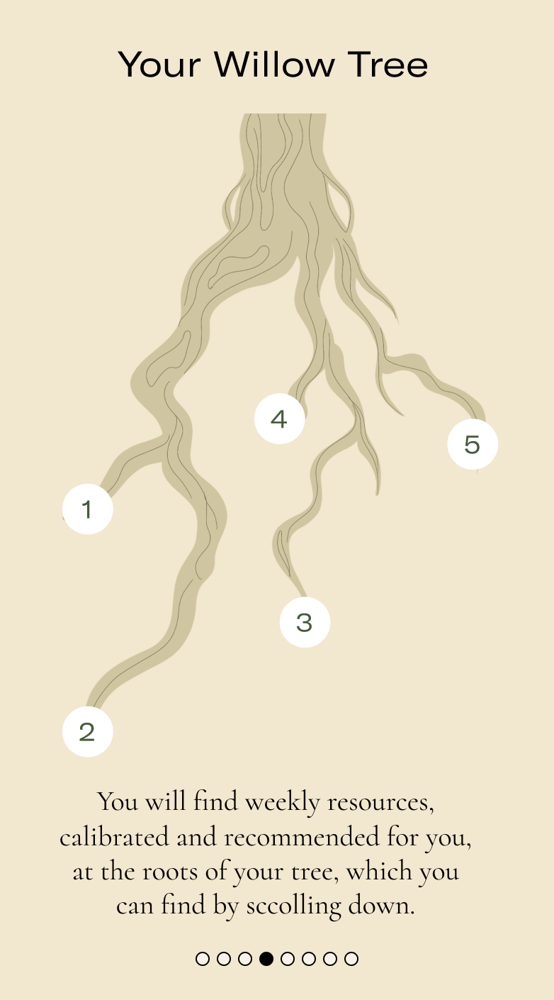 Your Willow Tree
4
5
1
3
2
You will find weekly resources,
calibrated and recommended for you,
at the roots of your tree, which you
can find by sccolling down.